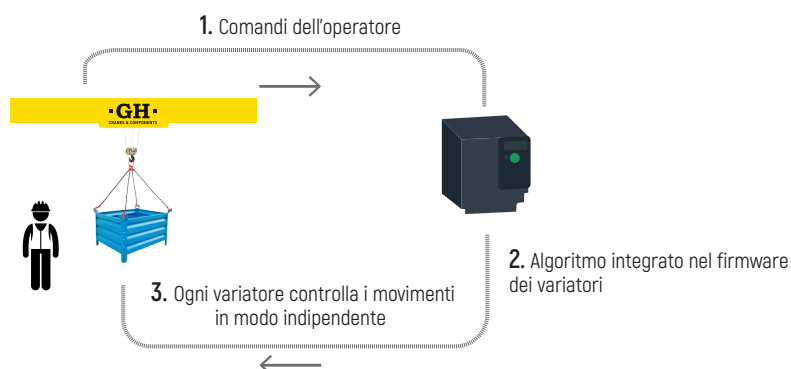 1. Comandi dell'operatore
·GH·
CRANES & COMPONENTS
2. Algoritmo integrato nel firmware
dei variatori
3. Ogni variatore controlla i movimenti
in modo indipendente